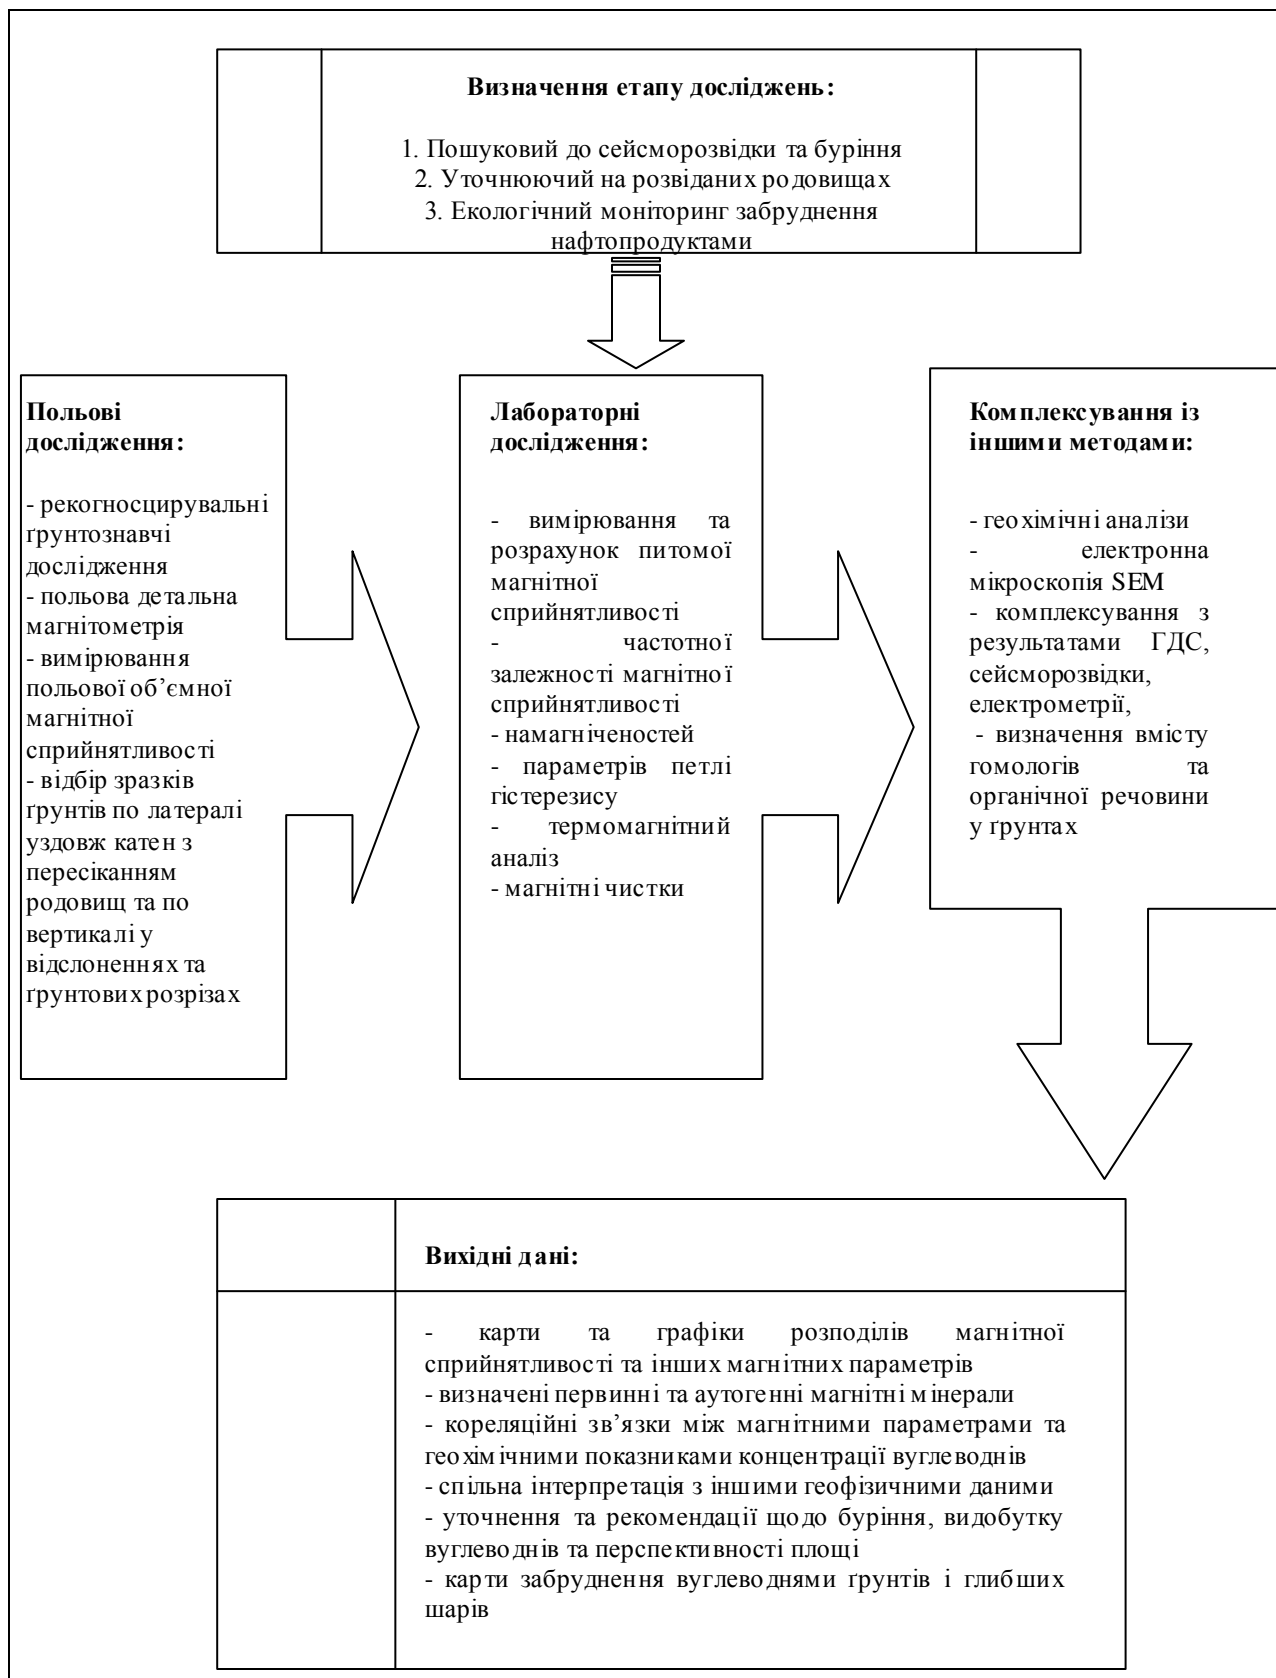 Визначення етапу досліджень:
1. Пошуковий до сейсморозвідки та буріння
2. Уточнюючий на розвіданих родовищах
3. Екологічний моніторинг забруднення
нафтопродуктами
Польові
дослідження:
- рекогносцирувальні
ґрунтознавчі
дослідження
- польова детальна
магнітометрія
- вимірювання
польової об’ємної
магнітної
сприйнятливості
- відбір зразків
ґрунтів по латералі
уздовж катен з
пересіканням
родовищ та по
вертикалі у
відслоненнях та
ґрунтових розрізах
Лабораторні
дослідження:
- вимірювання та
розрахунок питомої
магнітної
сприйнятливості
- частотної
залежності магнітної
сприйнятливості
- намагніченостей
- параметрів петлі
гістерезису
- термомагнітний
аналіз
- магнітні чистки
Комплексування із
іншими методами:
- геохімічні аналізи
- електронна
мікроскопія SEM
- комплексування з
результатами ГДС,
сейсморозвідки,
електрометрії,
- визначення вмісту
гомологів та
органічної речовини
у ґрунтах
Вихідні дані:
- карти та графіки розподілів магнітної
сприйнятливості та інших магнітних параметрів
- визначені первинні та аутогенні магнітні мінерали
- кореляційні зв’язки між магнітними параметрами та
геохімічними показниками концентрації вуглеводнів
- спільна інтерпретація з іншими геофізичними даними
- уточнення та рекомендації щодо буріння, видобутку
вуглеводнів та перспективності площі
- карти забруднення вуглеводнями ґрунтів і глибших
шарів